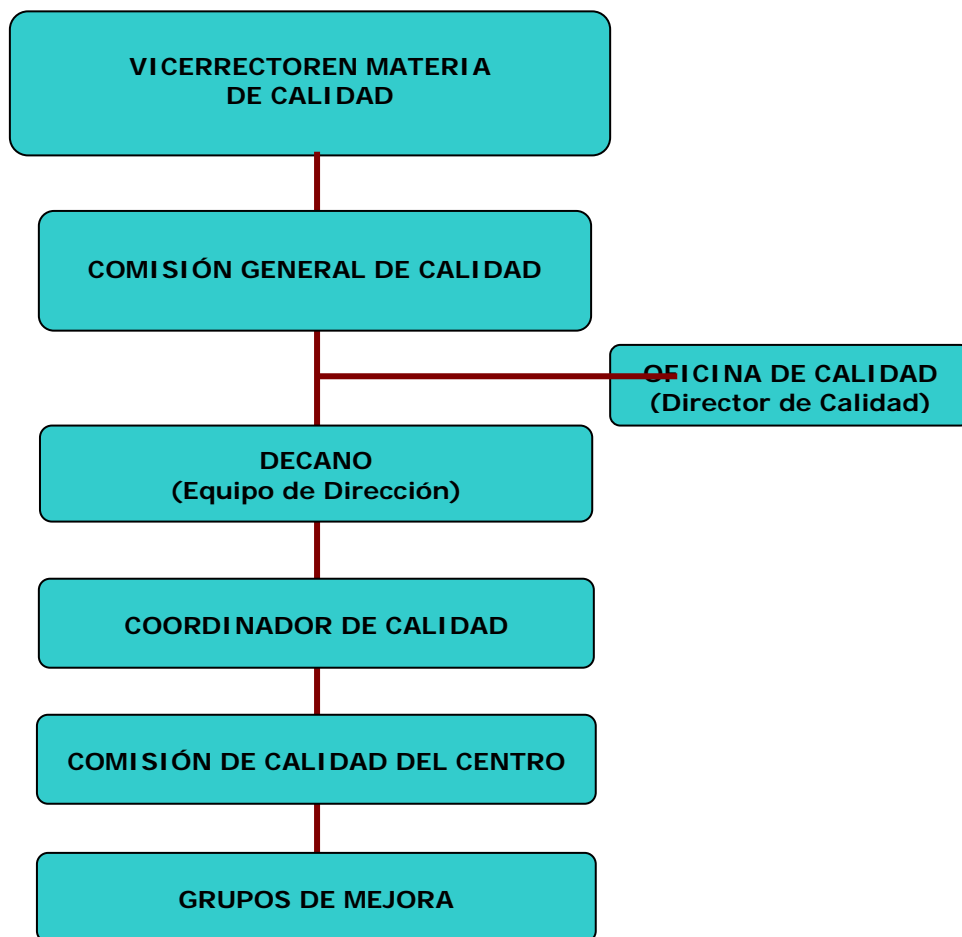 VICERRECTOREN MATERIA
DE CALIDAD
COMISIÓN GENERAL DE CALIDAD
OFICINA DE CALIDAD
(Director de Calidad)
DECANO
(Equipo de Dirección)
COORDINADOR DE CALIDAD
COMISIÓN DE CALIDAD DEL CENTRO
GRUPOS DE MEJORA